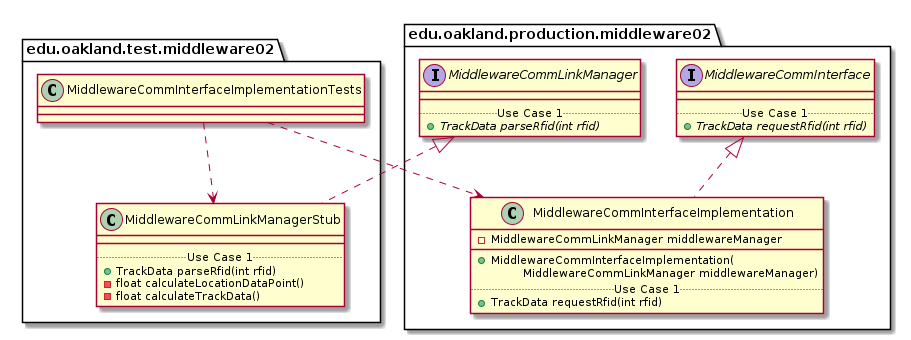 edu.oakland.test.middleware02
C MiddlewareCommInterfaceImplementationTests
C MiddlewareCommLinkManagerStub
Use Case 1
TrackData parseRfid(int rfid)
float calculateLocationDataPoint()
float calculateTrackData()
edu.oakland.production.middleware02
I MiddlewareCommLinkManager
Use Case 1
TrackData parseRfid(int rfid)
I MiddlewareCommInterface
Use Case 1
TrackData requestRfid(int rfid)
C MiddlewareCommInterfaceImplementation
MiddlewareCommLinkManager middlewareManager
MiddlewareCommInterfaceImplementation(
MiddlewareCommLinkManager middlewareManager)
Use Case 1
TrackData requestRfid(int rfid)